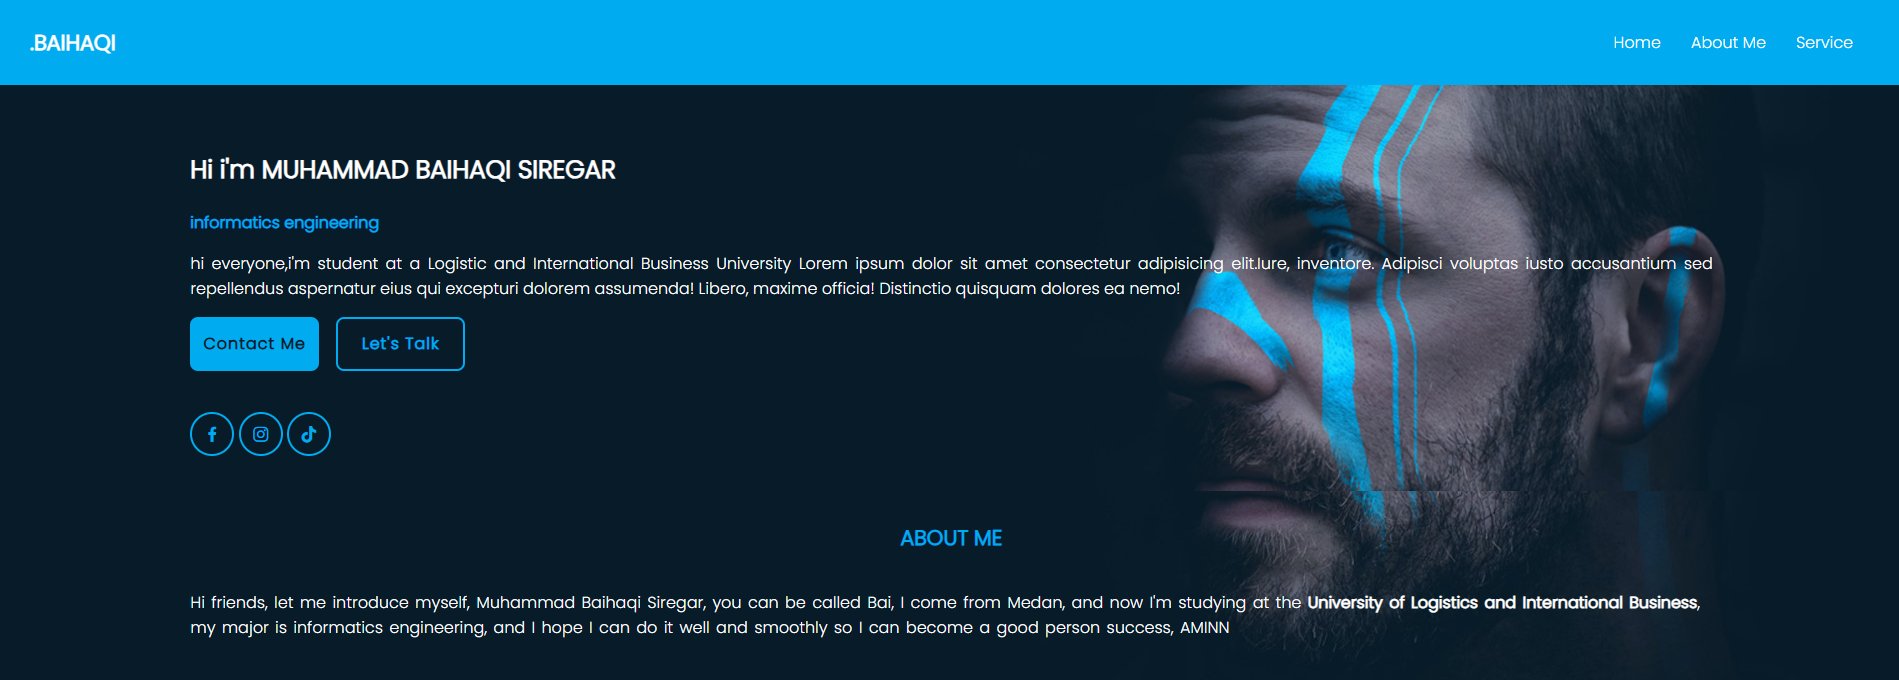 .BAIHAQI
Home About Me Service
Hi i'm MUHAMMAD BAIHAQI SIREGAR
informatics engineering
hi everyone,i'm student at a Logistic and International Business University Lorem ipsum dolor sit amet consectetur adipisicing elit.Iure, inventore. Adipisci voluptas iusto accusantium sed
repellendus aspernatur eius qui excepturi dolorem assumenda! Libero, maxime officia! Distinctio quisquam dolores ea nemo!
Contact Me Let's Talk
ABOUT ME
Hi friends, let me introduce myself, Muhammad Baihaqi Siregar, you can be called Bai, I come from Medan, and now I'm studying at the University of Logistics and International Business,
my major is informatics engineering, and I hope I can do it well and smoothly so I can become a good person success, AMINN